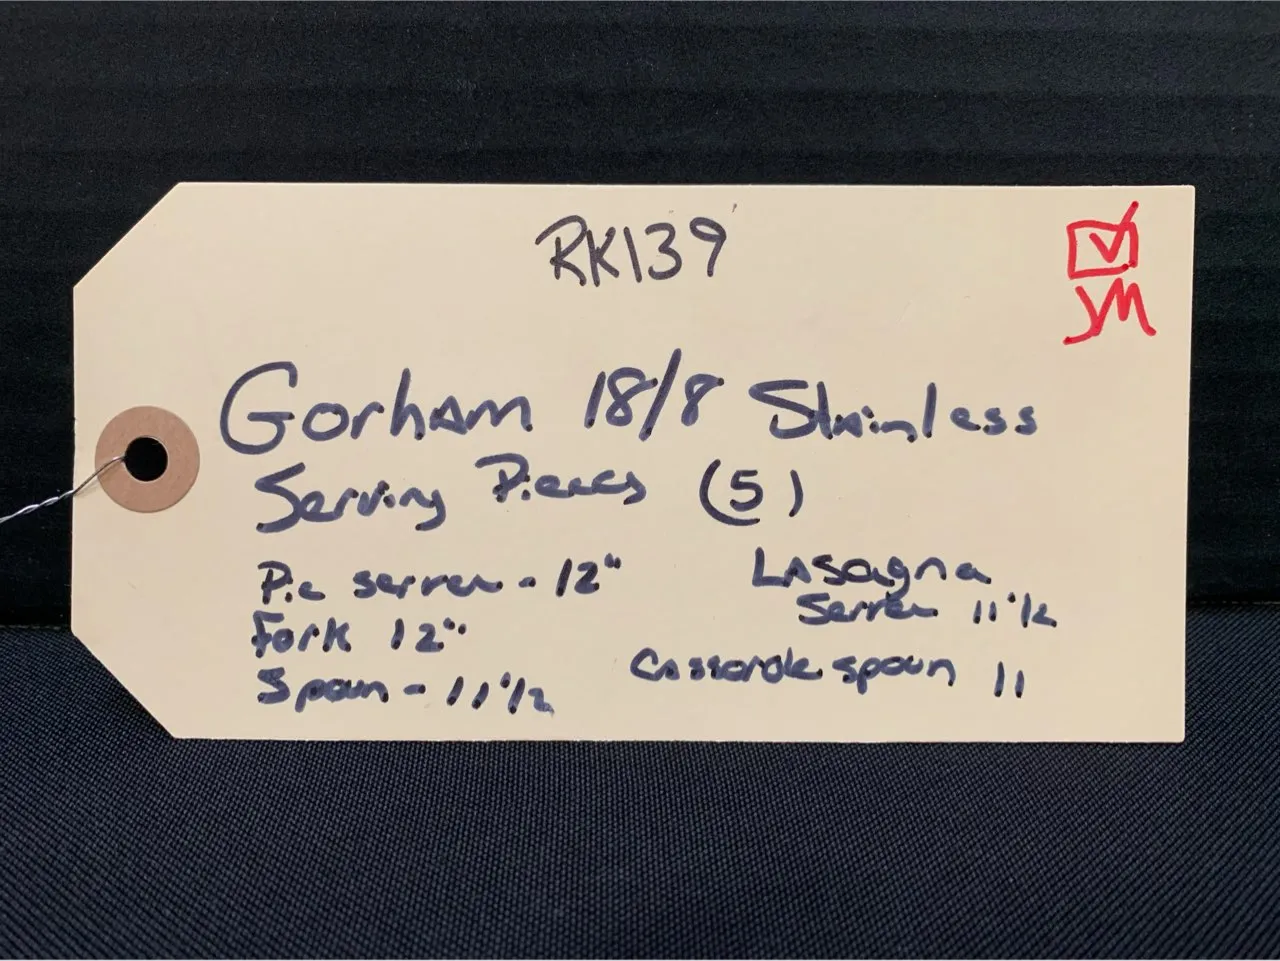 RK139
YM
Gorham 18/8 Stainless
Serving Pieces (5)
Pie server - 12"
Fork 12"
Spoon - 11 1/2
Lasagna
Server 11 1/2
Casserole spoon 11